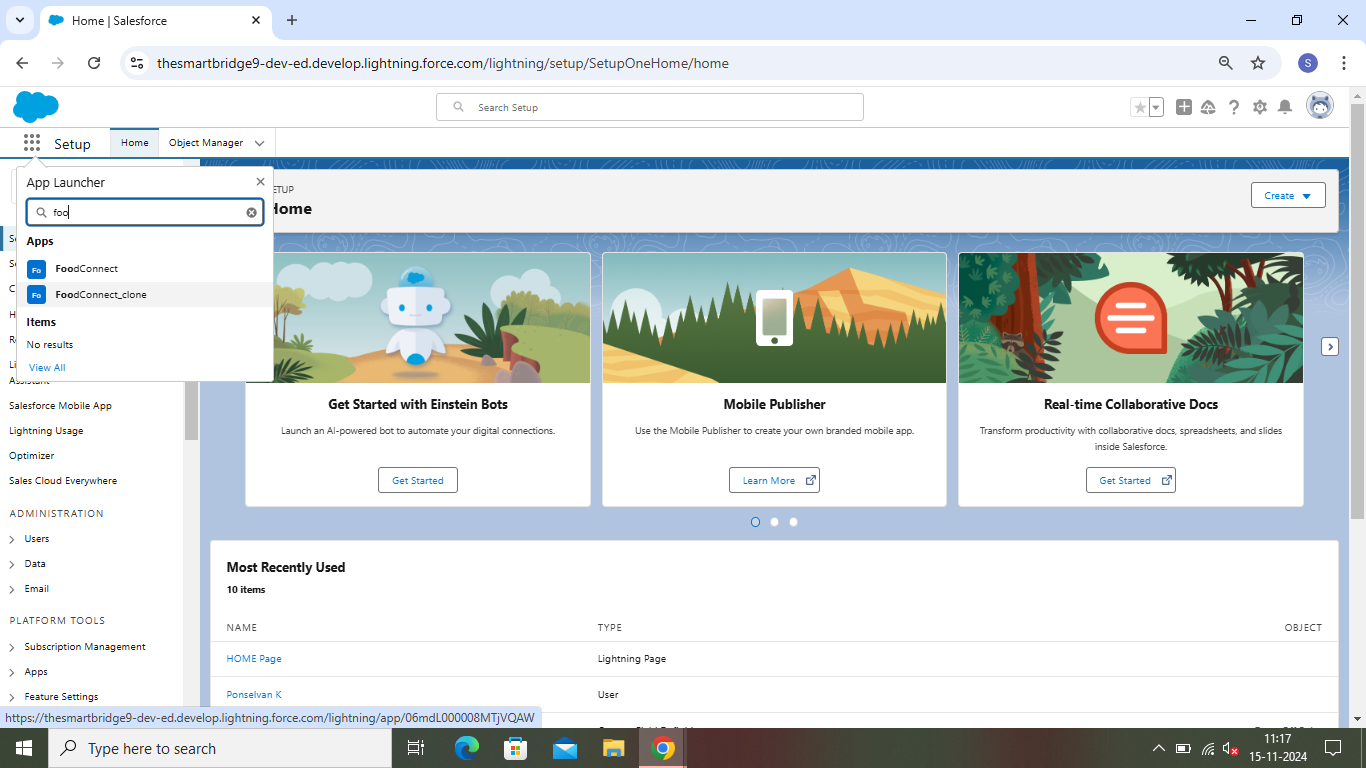 Home | Salesforce
thesmartbridge9-dev-ed.develop.lightning.force.com/lightning/setup/SetupOneHome/home
S
Search Setup
Setup
Home
Object Manager
App Launcher
foo
Apps
Fo FoodConnect
Fo FoodConnect_clone
Items
No results
View All
SETUP
Home
Create
Salesforce Mobile App
Lightning Usage
Optimizer
Sales Cloud Everywhere
ADMINISTRATION
Users
Data
Email
PLATFORM TOOLS
Subscription Management
Apps
Feature Settings
Get Started with Einstein Bots
Launch an AI-powered bot to automate your digital connections.
Get Started
Mobile Publisher
Use the Mobile Publisher to create your own branded mobile app.
Learn More
Real-time Collaborative Docs
Transform productivity with collaborative docs, spreadsheets, and slides
inside Salesforce.
Get Started
Most Recently Used
10 items
NAME TYPE OBJECT
HOME Page Lightning Page
Ponselvan K User
https://thesmartbridge9-dev-ed.develop.lightning.force.com/lightning/app/06mdL000008MTjVQAW
Type here to search
11:17
15-11-2024